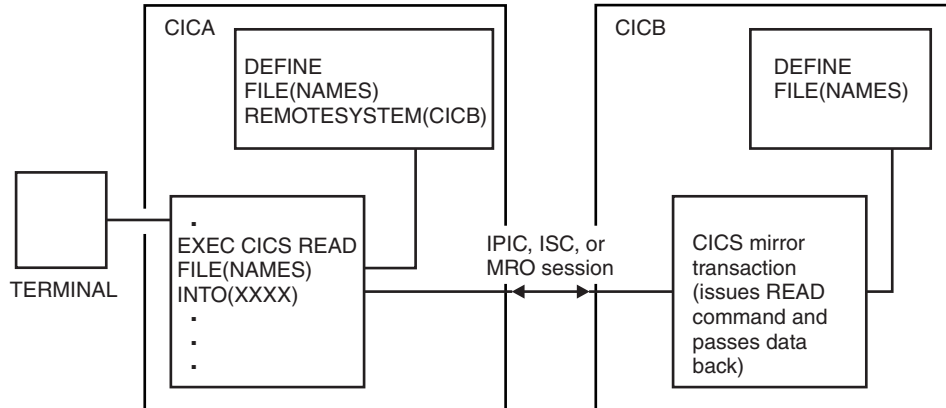 CICA
DEFINE
FILE(NAMES)
REMOTESYSTEM(CICB)
TERMINAL
.
EXEC CICS READ
FILE(NAMES)
INTO(XXXX)
.
.
.
IPIC, ISC, or
MRO session
CICB
DEFINE
FILE(NAMES)
CICS mirror
transaction
(issues READ
command and
passes data
back)